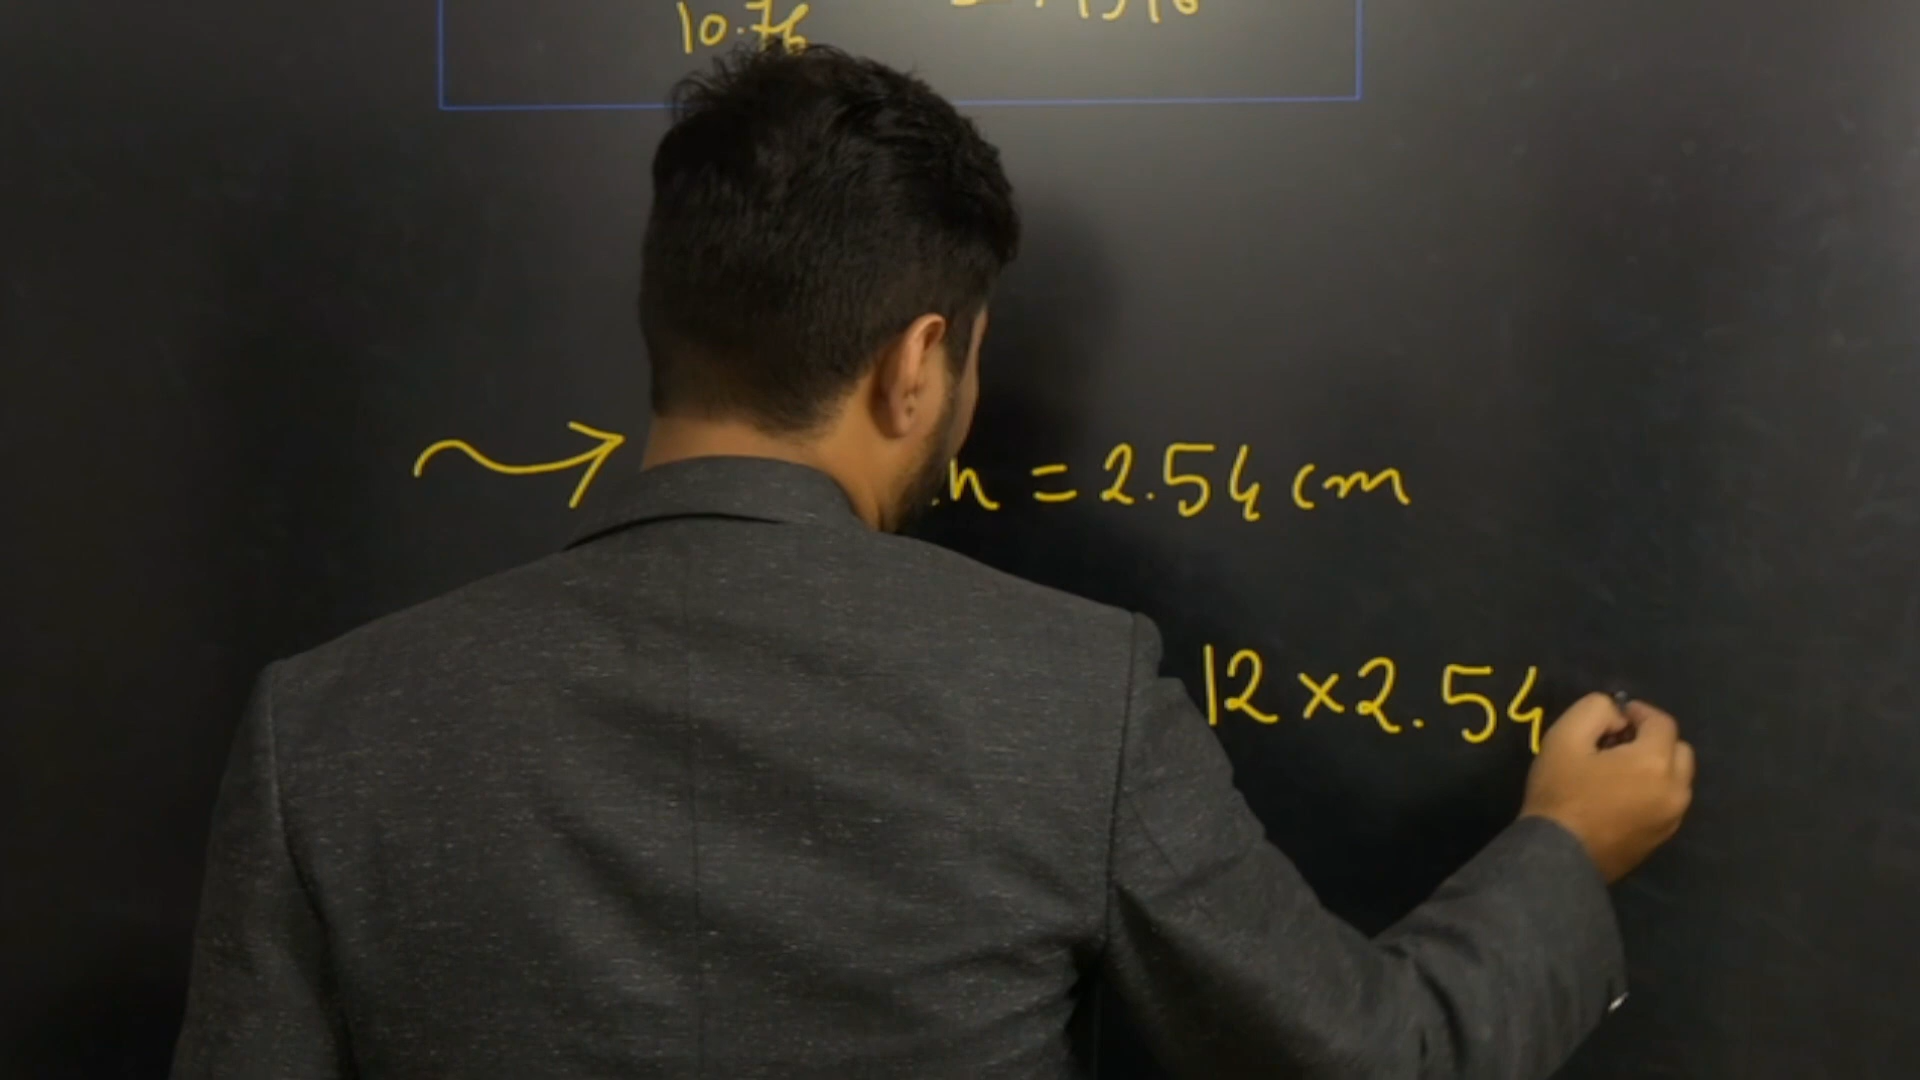 10.76
h = 2.54 cm
12 × 2.54